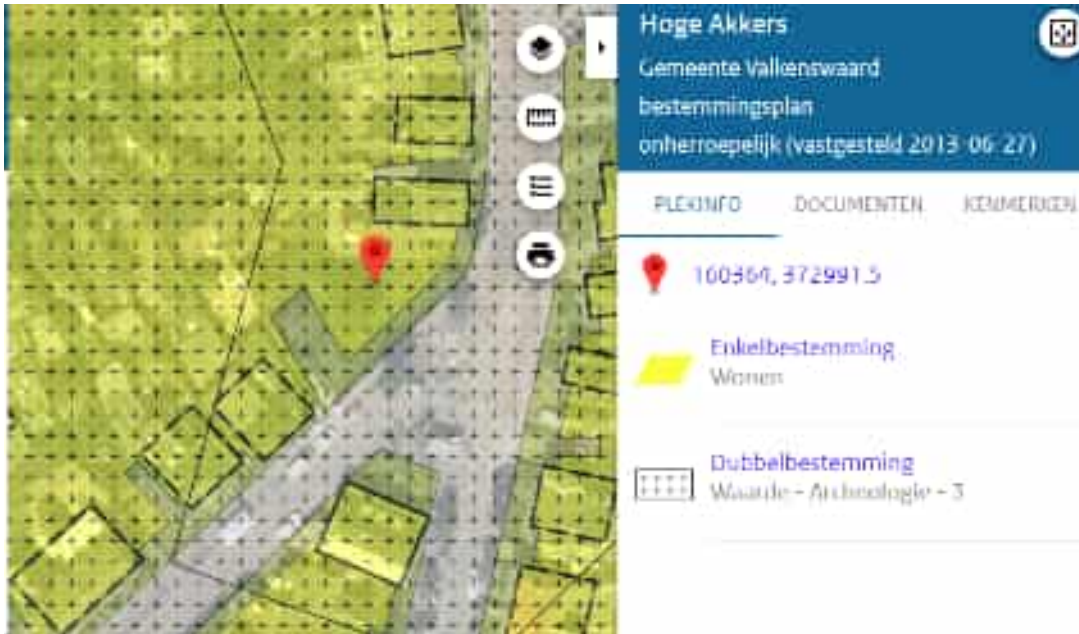 Hoge Akkers
Gemeente Valkenswaard
bestemmingsplan
onherroepelijk (vastgesteld 2013-06-27)
PLEKINFO DOCUMENTEN KENMERKEN
160364, 372991.5
Enkelbestemming
Wonen
Dubbelbestemming
Waarde - Archeologie - 3